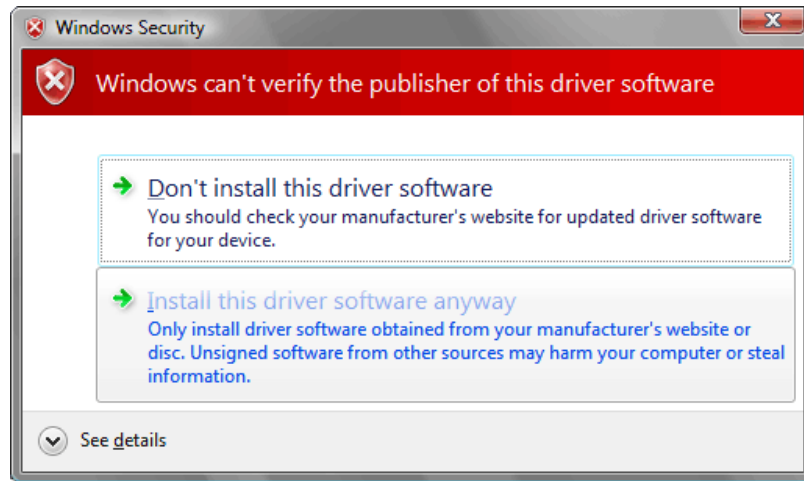 Windows Security
Windows can't verify the publisher of this driver software
Don't install this driver software
You should check your manufacturer's website for updated driver software
for your device.
Install this driver software anyway
Only install driver software obtained from your manufacturer's website or
disc. Unsigned software from other sources may harm your computer or steal
information.
See details